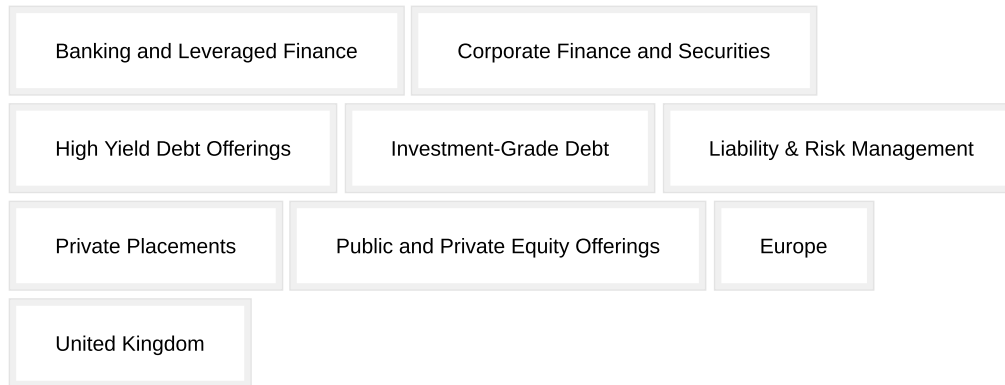 Banking and Leveraged Finance
Corporate Finance and Securities
High Yield Debt Offerings
Investment-Grade Debt
Liability & Risk Management
Private Placements
Public and Private Equity Offerings
Europe
United Kingdom